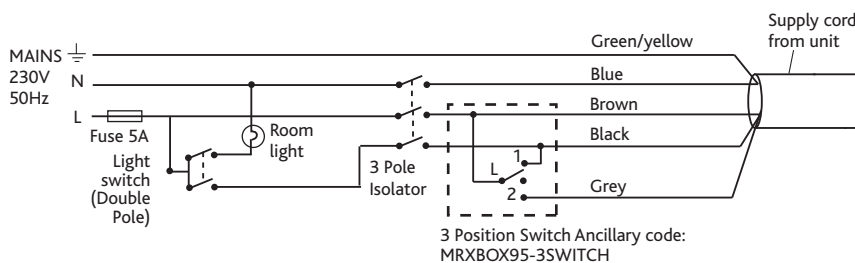 Supply cord
from unit
Green/yellow
MAINS
230V
50Hz
N
Blue
L
Brown
Fuse 5A
Room
light
Black
Light
switch
(Double
Pole)
3 Pole
Isolator
L
1
2
Grey
3 Position Switch Ancillary code:
MRXBOX95-3SWITCH